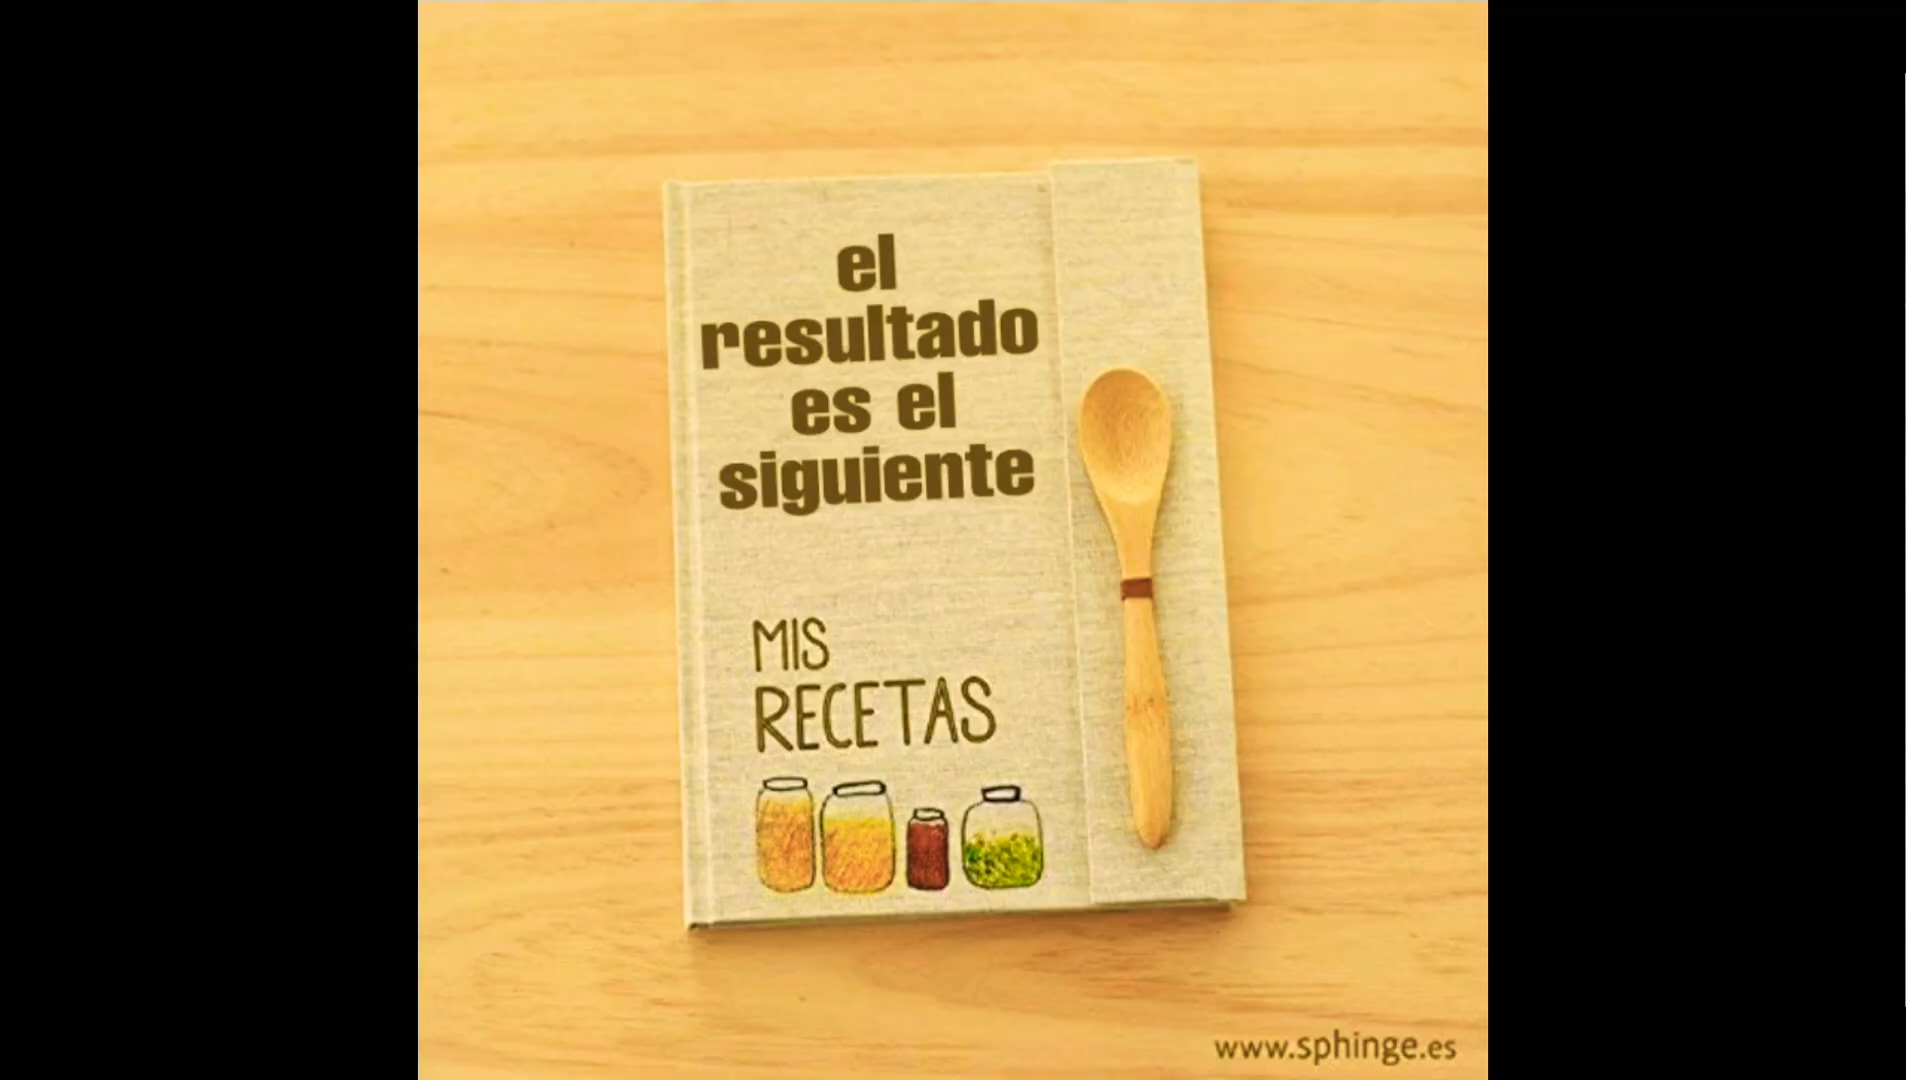 el
resultado
es el
siguiente
MIS
RECETAS
www.sphinge.es